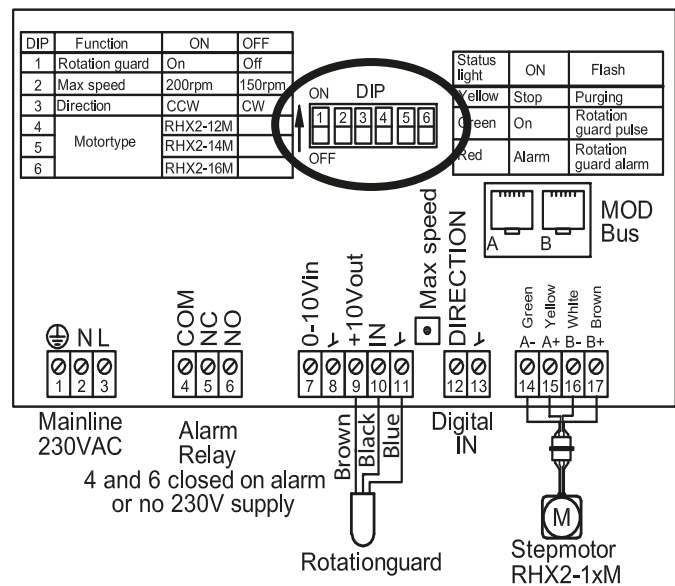 DIP Function ON OFF
1 Rotation guard On Off
2 Max speed 200rpm 150rpm
3 Direction CCW CW
4 Motortype RHX2-12M
5 RHX2-14M
6 RHX2-16M
ON DIP
1 2 3 4 5 6
OFF
Status light ON Flash
Yellow Stop Purging
Green On Rotation guard pulse
Red Alarm Rotation guard alarm
A B
MOD
Bus
N L
COM
NC
NO
0-10Vin
+10Vout
IN
Max speed
DIRECTION
Green
Yellow
White
Brown
A- A+ B- B+
1 2 3
4 5 6
7 8 9 10 11
12 13
14 15 16 17
Mainline
230VAC
Alarm
Relay
4 and 6 closed on alarm
or no 230V supply
Brown
Black
Blue
Rotationguard
Digital
IN
M
Stepmotor
RHX2-1xM